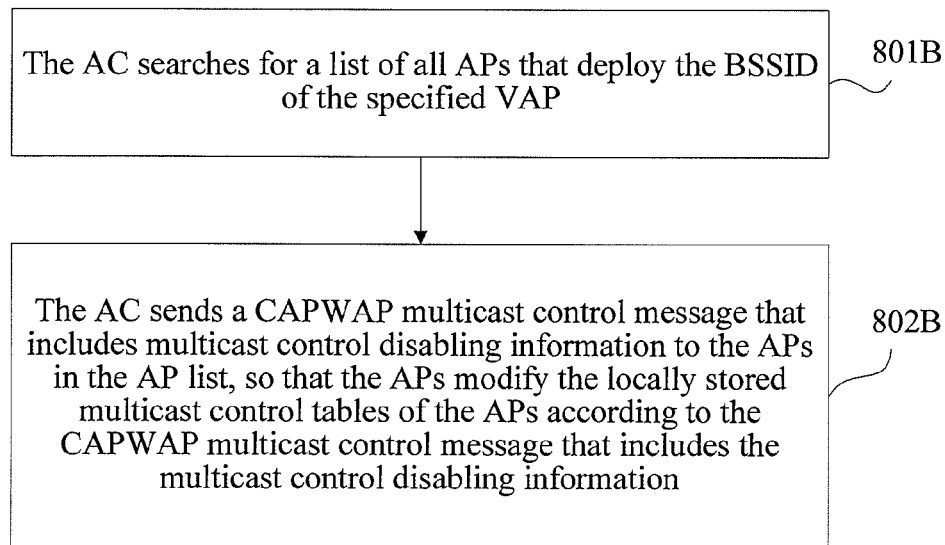 The AC searches for a list of all APs that deploy the BSSID
of the specified VAP
801B
The AC sends a CAPWAP multicast control message that
includes multicast control disabling information to the APs
in the AP list, so that the APs modify the locally stored
multicast control tables of the APs according to the
CAPWAP multicast control message that includes the
multicast control disabling information
802B